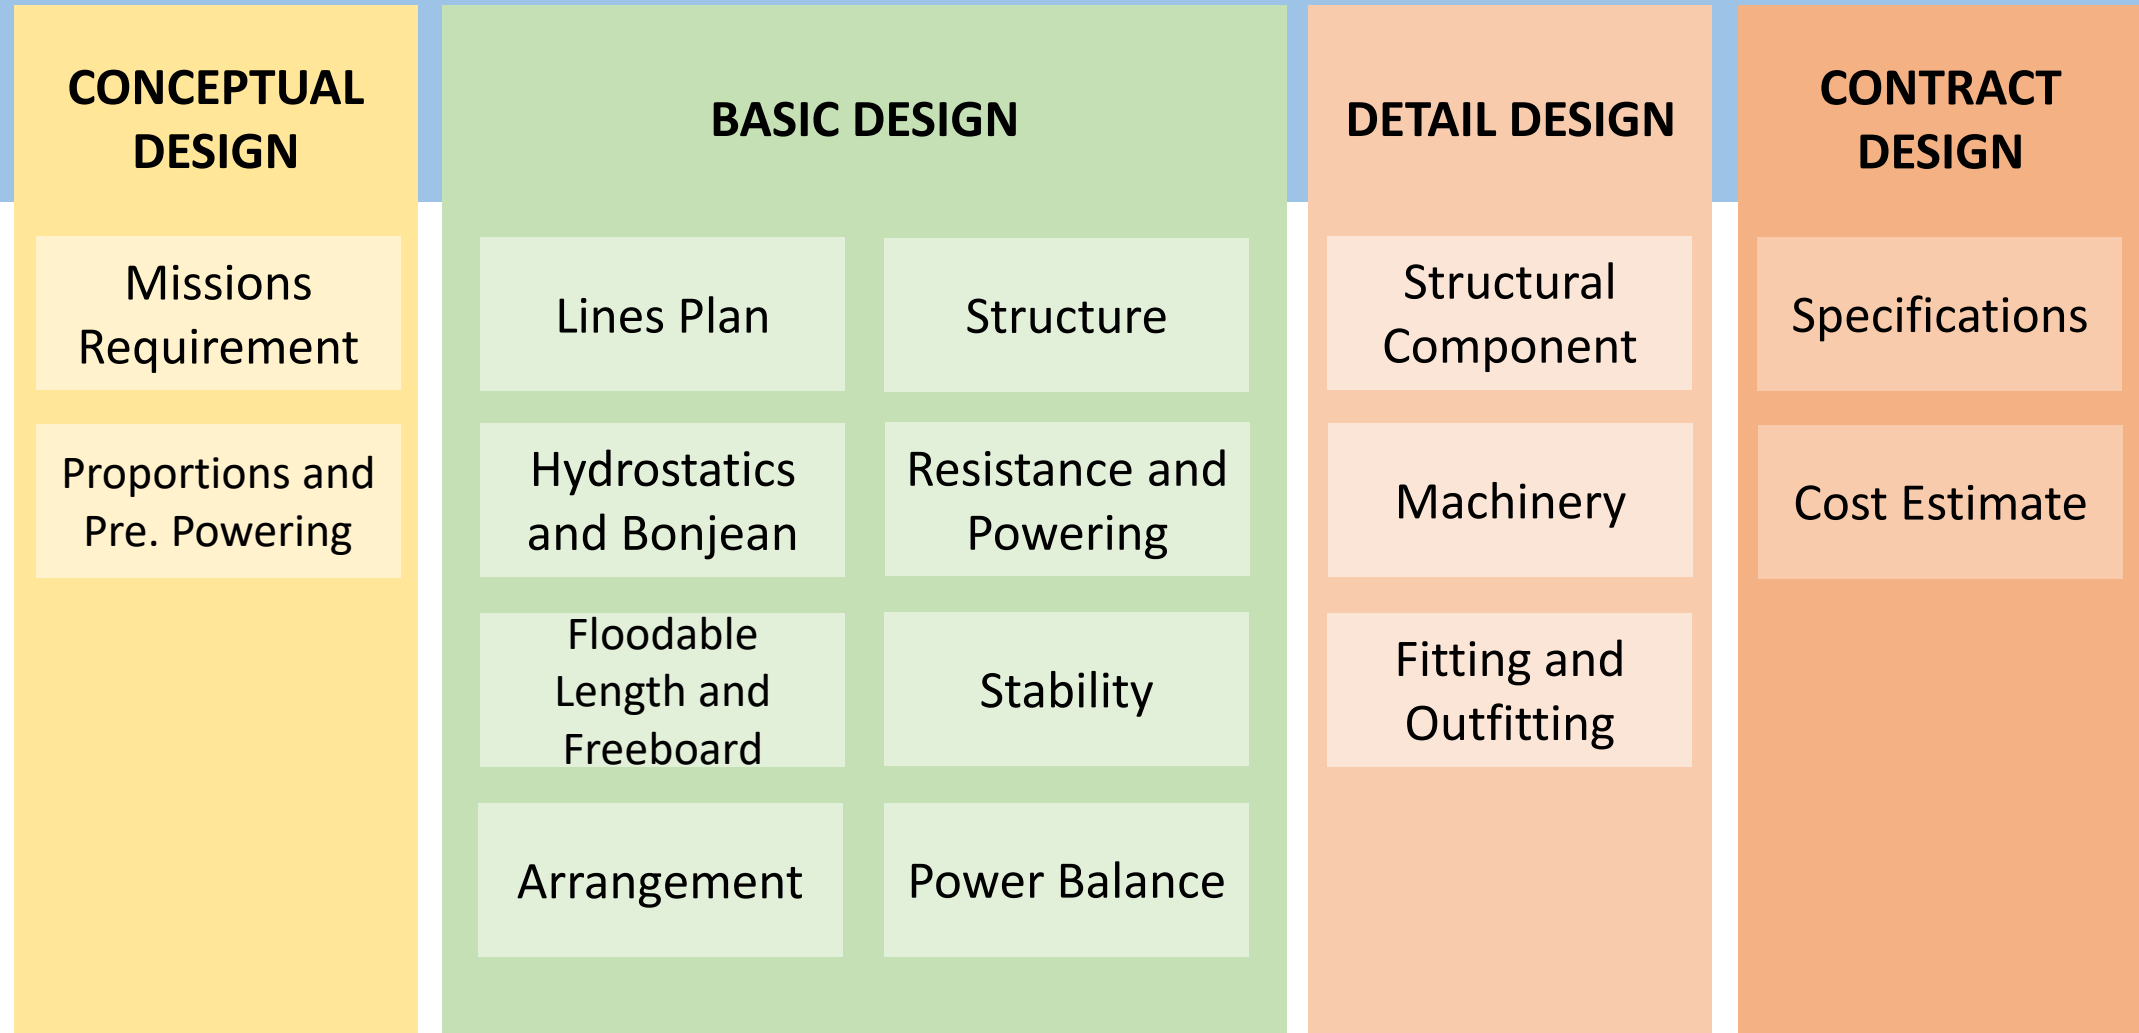 CONCEPTUAL
DESIGN
Missions
Requirement
Proportions and
Pre. Powering
BASIC DESIGN
Lines Plan
Structure
Hydrostatics
and Bonjean
Resistance and
Powering
Floodable
Length and
Freeboard
Stability
Arrangement
Power Balance
DETAIL DESIGN
Structural
Component
Machinery
Fitting and
Outfitting
CONTRACT
DESIGN
Specifications
Cost Estimate